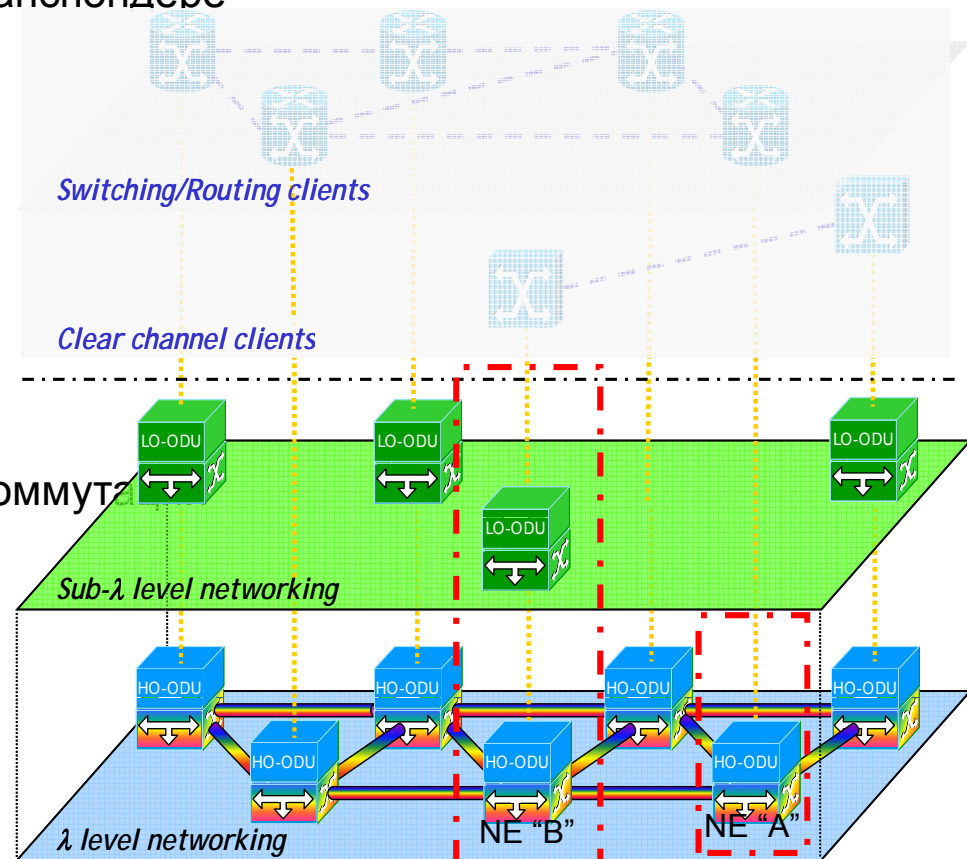 Switching/Routing clients
Clear channel clients
LO-ODU
LO-ODU
LO-ODU
LO-ODU
Sub-λ level networking
HO-ODU
HO-ODU
HO-ODU
HO-ODU
HO-ODU
HO-ODU
HO-ODU
NE “B”
NE “A”
λ level networking